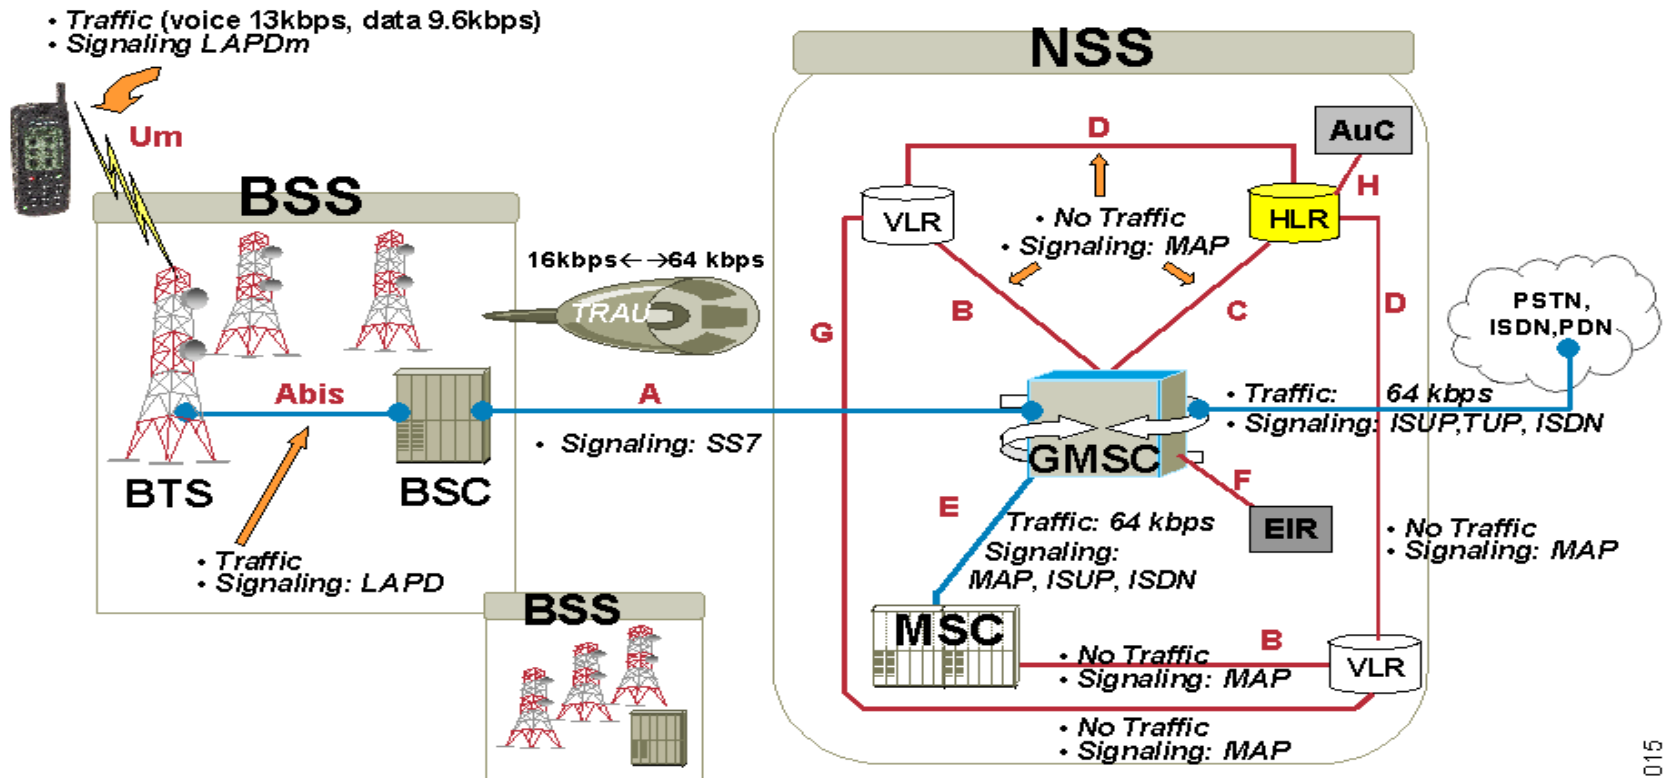 • Traffic (voice 13kbps, data 9.6kbps)
• Signaling LAPDm
Um
BSS
BTS
Abis
BSC
• Traffic
• Signaling: LAPD
BSS
16kbps←→64 kbps
TRAU
A
• Signaling: SS7
NSS
D
AuC
H
VLR
HLR
• No Traffic
• Signaling: MAP
G
B
C
D
PSTN,
ISDN,PDN
• Traffic: 64 kbps
• Signaling: ISUP,TUP, ISDN
GMSC
F
EIR
E
Traffic: 64 kbps
Signaling:
MAP, ISUP, ISDN
• No Traffic
• Signaling: MAP
MSC
B
• No Traffic
• Signaling: MAP
VLR
• No Traffic
• Signaling: MAP
015